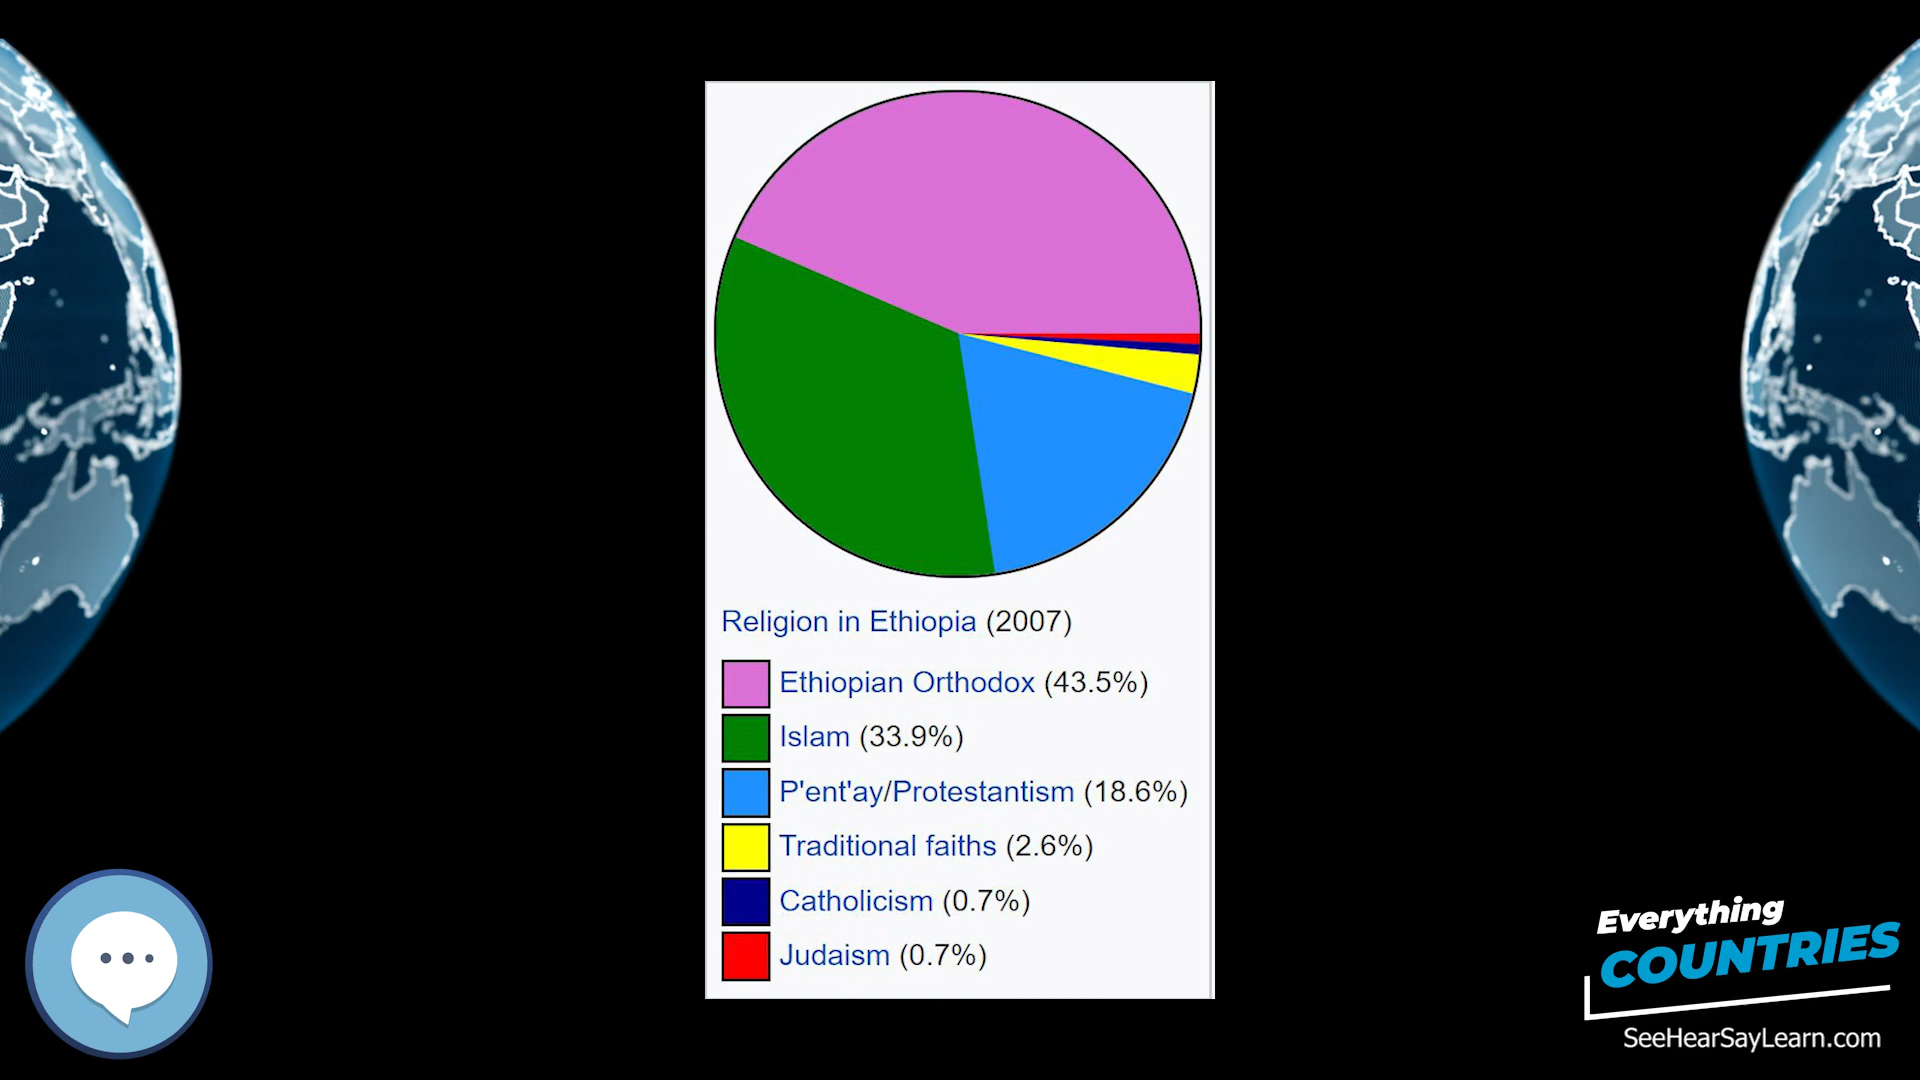 Religion in Ethiopia (2007)
Ethiopian Orthodox (43.5%)
Islam (33.9%)
P'ent'ay/Protestantism (18.6%)
Traditional faiths (2.6%)
Catholicism (0.7%)
Judaism (0.7%)
Everything
COUNTRIES
SeeHearSayLearn.com